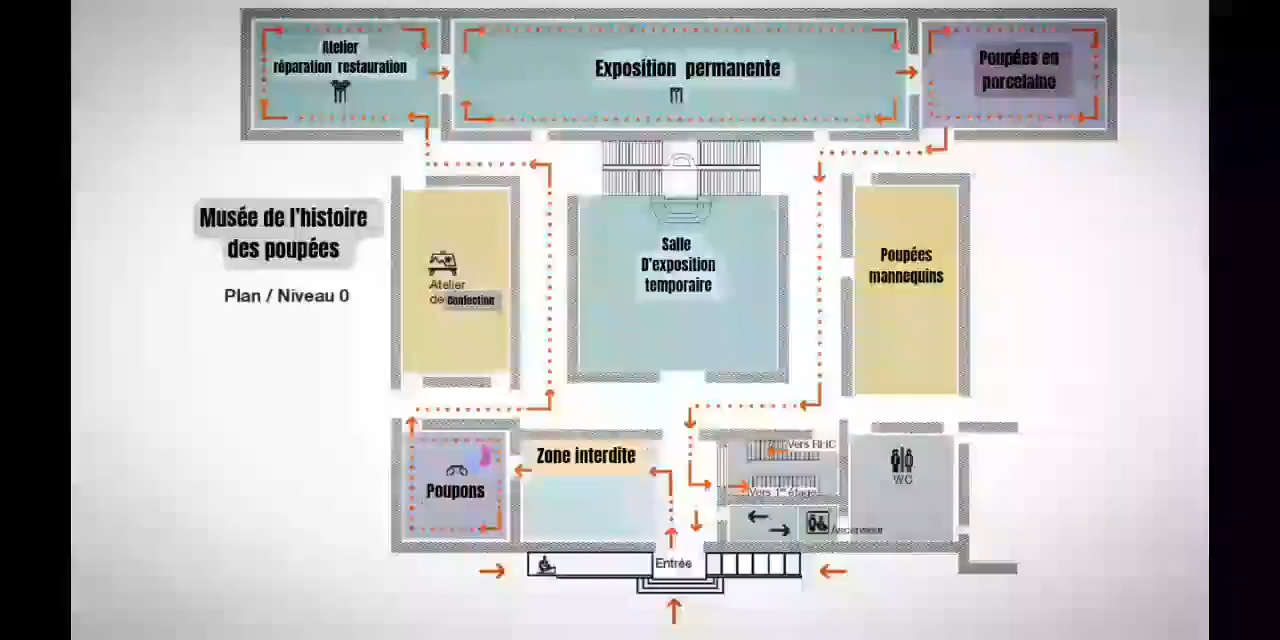 Atelier
réparation restauration
Exposition permanente
Poupées en
porcelaine
Musée de l'histoire
des poupées
Plan / Niveau 0
Atelier
de Confection
Salle
D'exposition
temporaire
Poupées
mannequins
Poupons
Zone interdite
Vers RHC
Vers 1er étage
WC
Ascenseur
Entrée